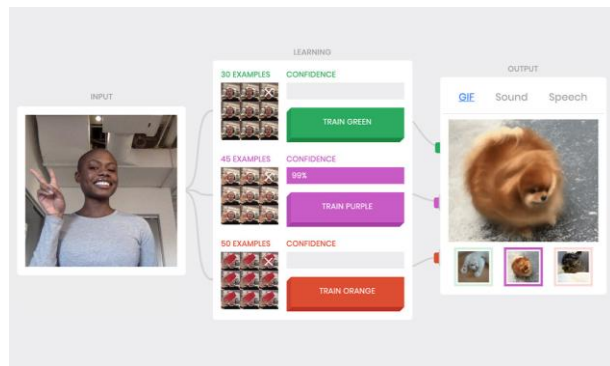 INPUT
LEARNING
30 EXAMPLES CONFIDENCE
TRAIN GREEN
45 EXAMPLES CONFIDENCE
99%
TRAIN PURPLE
50 EXAMPLES CONFIDENCE
TRAIN ORANGE
OUTPUT
GIF Sound Speech